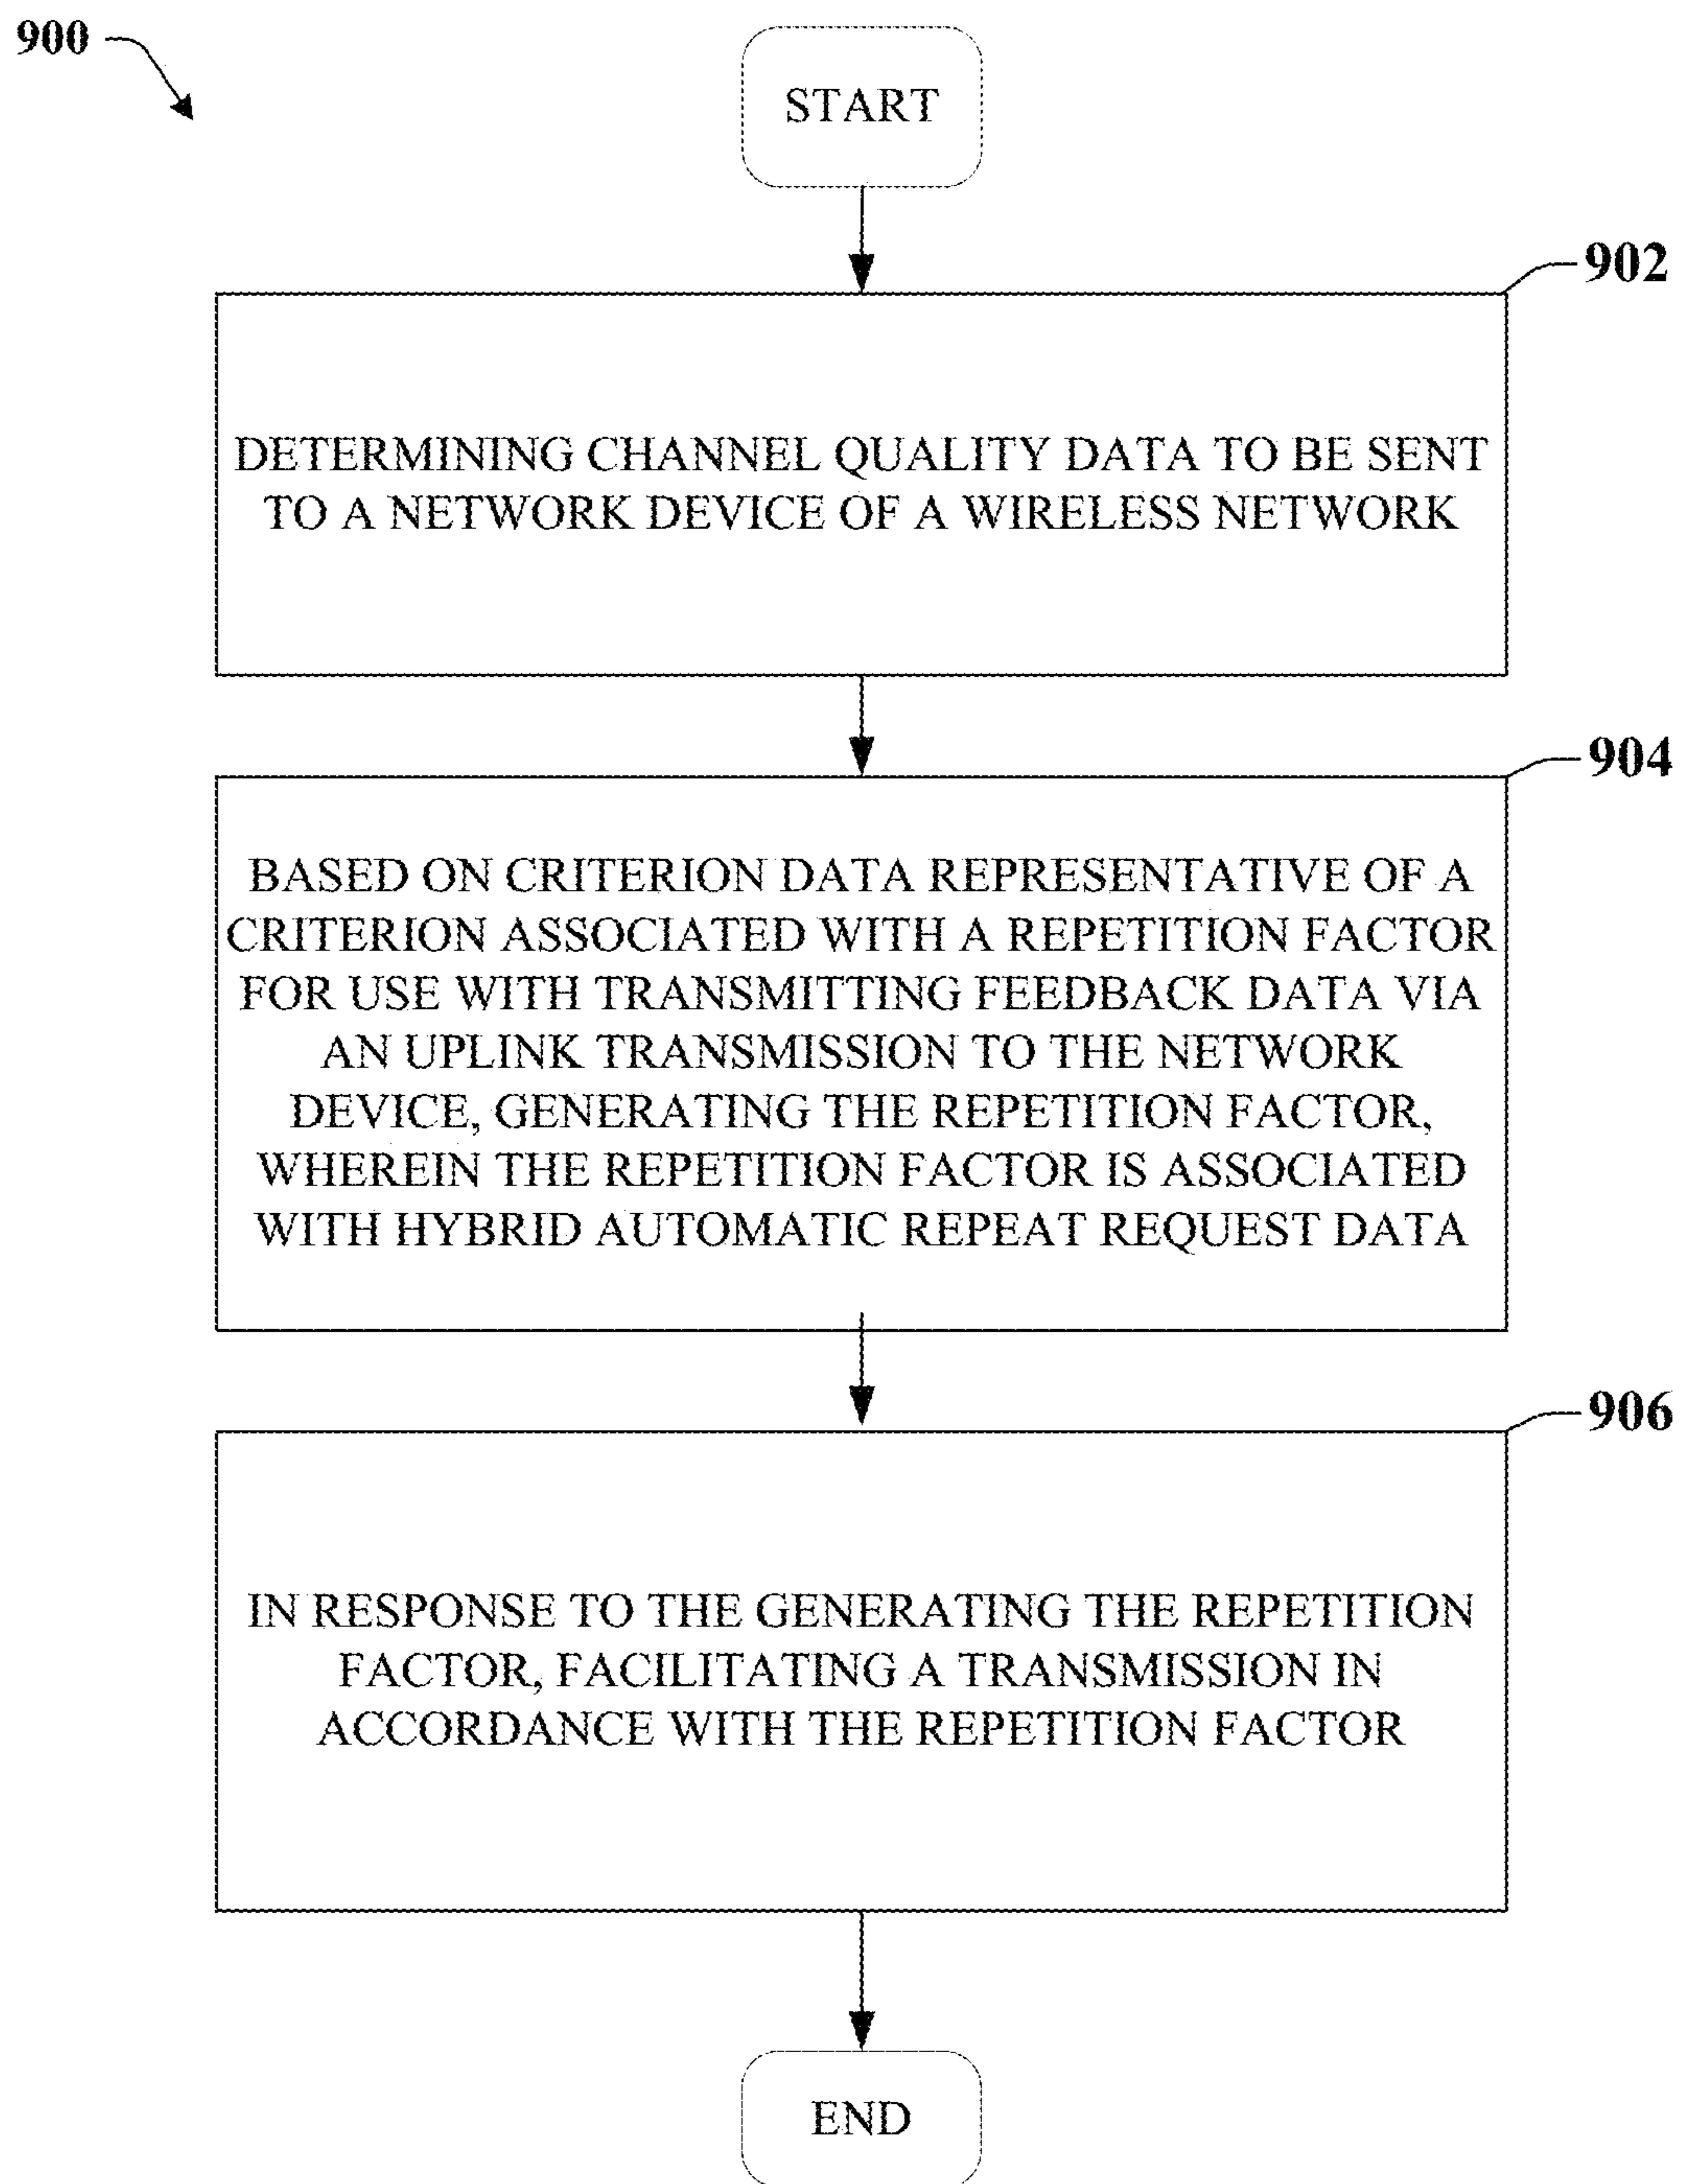 900
START
902
DETERMINING CHANNEL QUALITY DATA TO BE SENT
TO A NETWORK DEVICE OF A WIRELESS NETWORK
904
BASED ON CRITERION DATA REPRESENTATIVE OF A
CRITERION ASSOCIATED WITH A REPETITION FACTOR
FOR USE WITH TRANSMITTING FEEDBACK DATA VIA
AN UPLINK TRANSMISSION TO THE NETWORK
DEVICE, GENERATING THE REPETITION FACTOR,
WHEREIN THE REPETITION FACTOR IS ASSOCIATED
WITH HYBRID AUTOMATIC REPEAT REQUEST DATA
906
IN RESPONSE TO THE GENERATING THE REPETITION
FACTOR, FACILITATING A TRANSMISSION IN
ACCORDANCE WITH THE REPETITION FACTOR
END